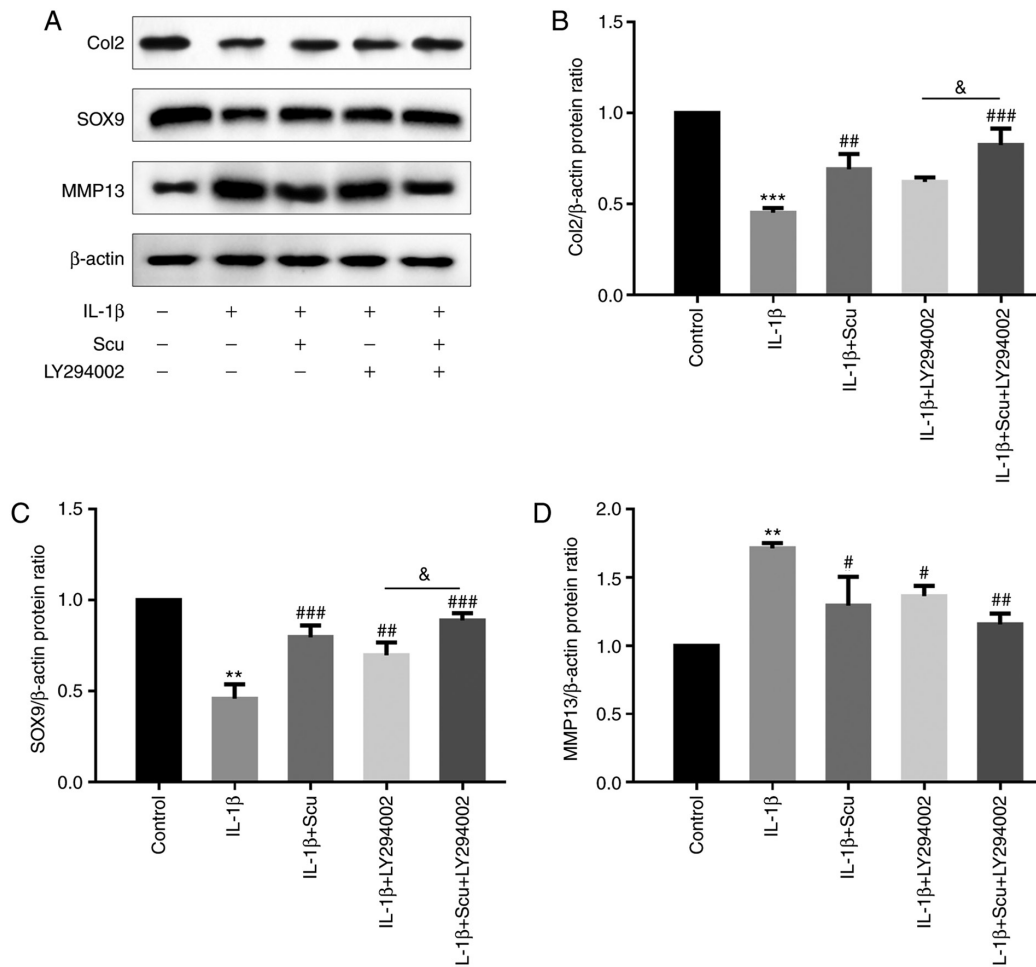 A
Col2
SOX9
MMP13
β-actin
IL-1β − + + + +
Scu − − + − +
LY294002 − − − + +
B
Col2/β-actin protein ratio
1.5
1.0
0.5
0.0
***
##
&
###
Control
IL-1β
IL-1β+Scu
IL-1β+LY294002
IL-1β+Scu+LY294002
C
SOX9/β-actin protein ratio
1.5
1.0
0.5
0.0
**
###
##
&
###
Control
IL-1β
IL-1β+Scu
IL-1β+LY294002
L-1β+Scu+LY294002
D
MMP13/β-actin protein ratio
2.0
1.5
1.0
0.5
0.0
**
#
#
##
Control
IL-1β
IL-1β+Scu
IL-1β+LY294002
L-1β+Scu+LY294002